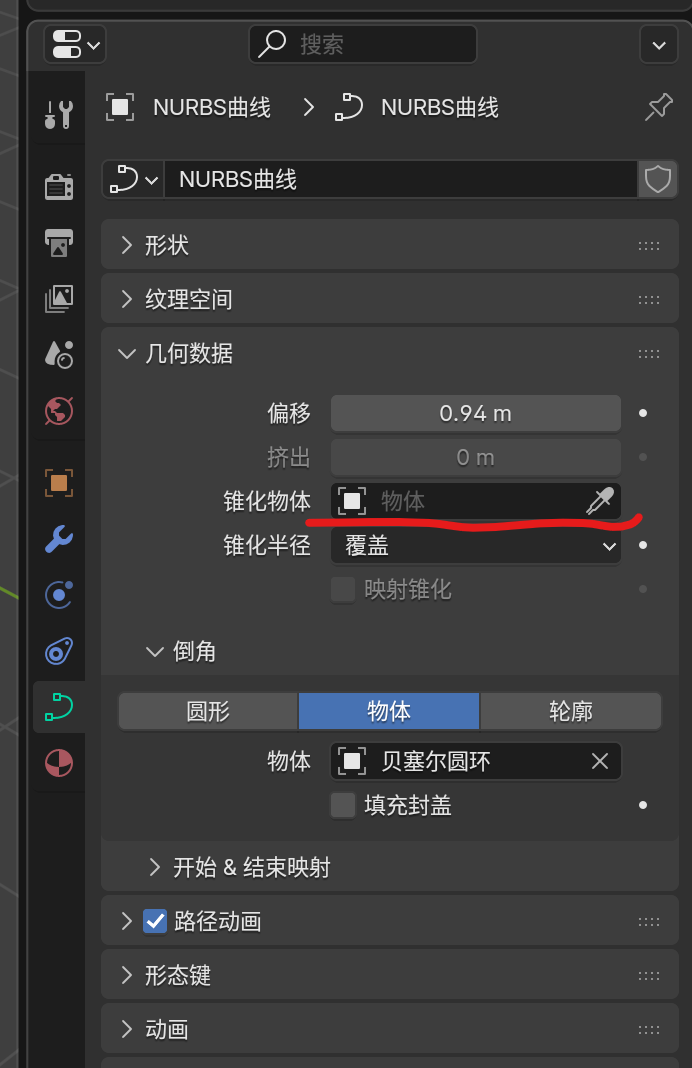 搜索
NURBS曲线 NURBS曲线
NURBS曲线
形状
纹理空间
几何数据
偏移 0.94 m
挤出 0 m
锥化物体 物体
锥化半径 覆盖
映射锥化
倒角
圆形 物体 轮廓
物体 贝塞尔圆环
填充封盖
开始 & 结束映射
路径动画
形态键
动画